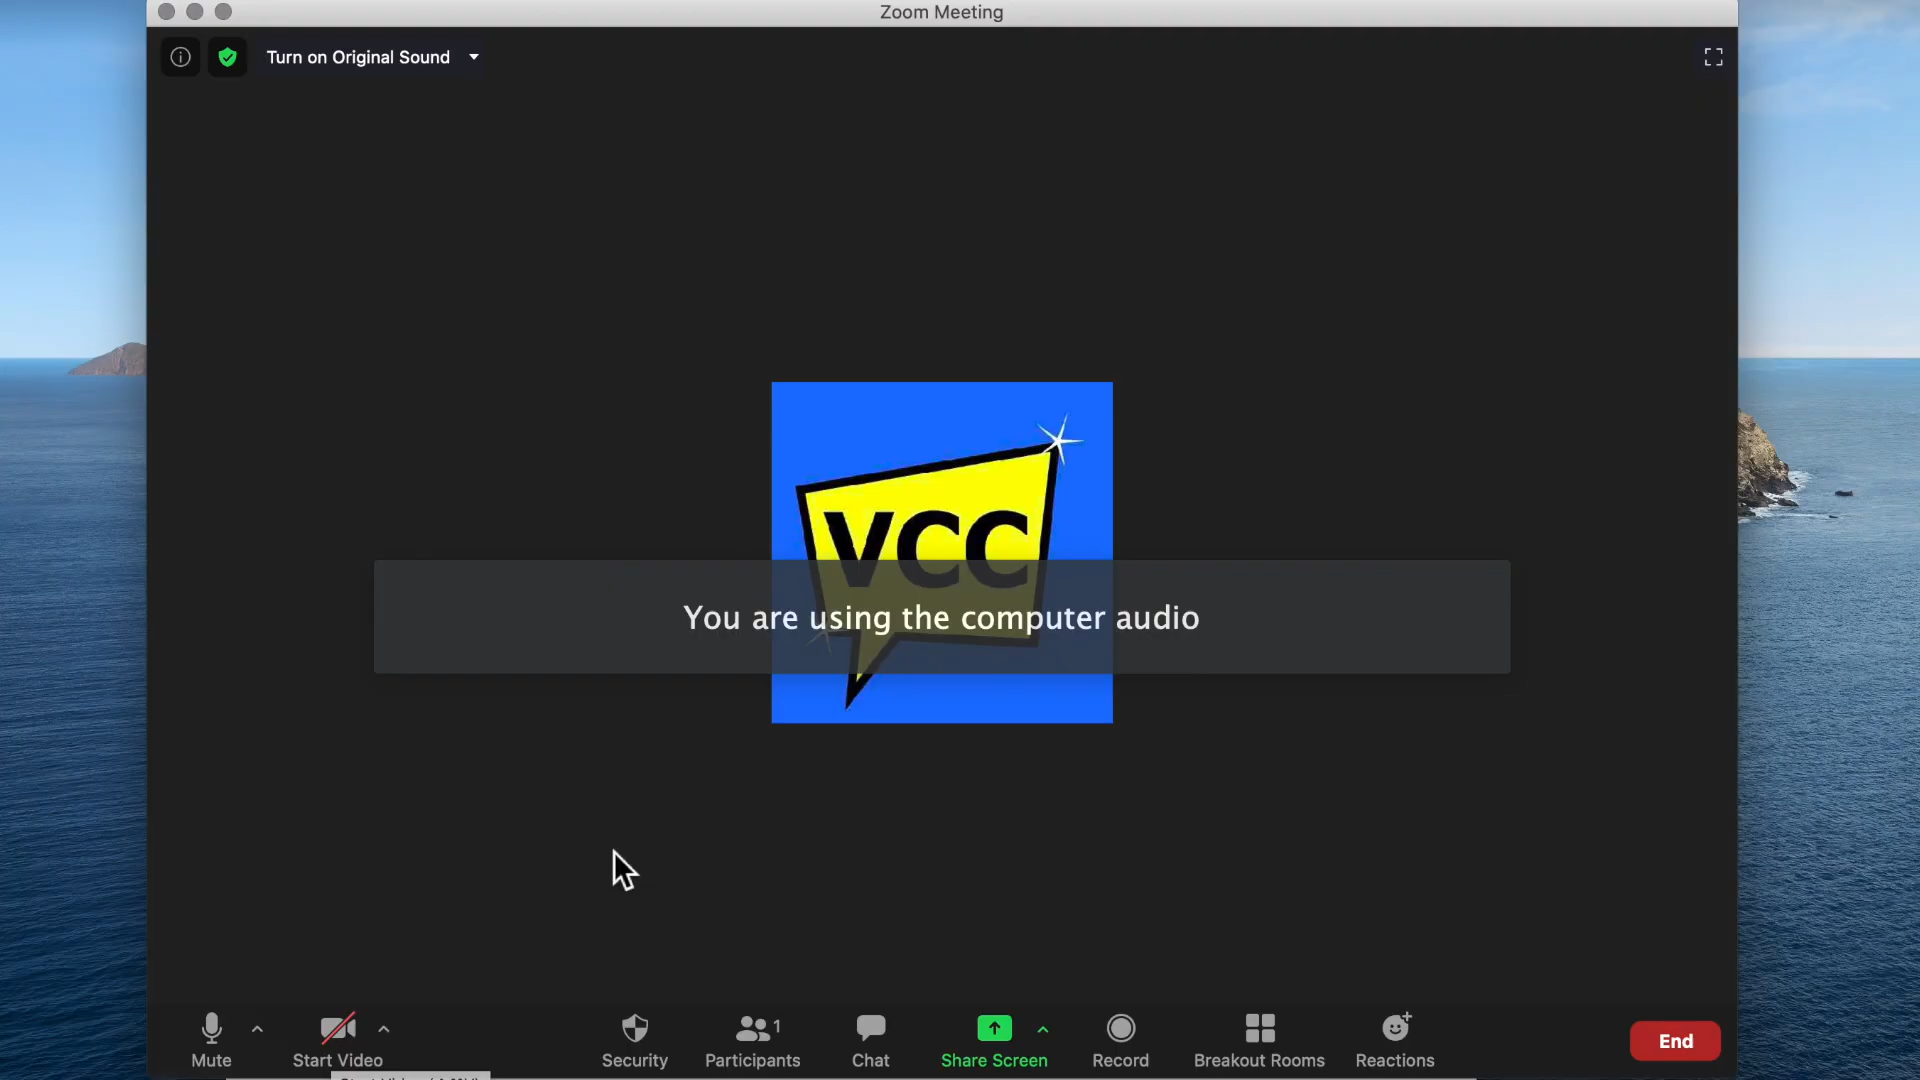 Zoom Meeting
Turn on Original Sound
VCC
You are using the computer audio
Mute
Start Video
Security
1
Participants
Chat
Share Screen
Record
Breakout Rooms
Reactions
End